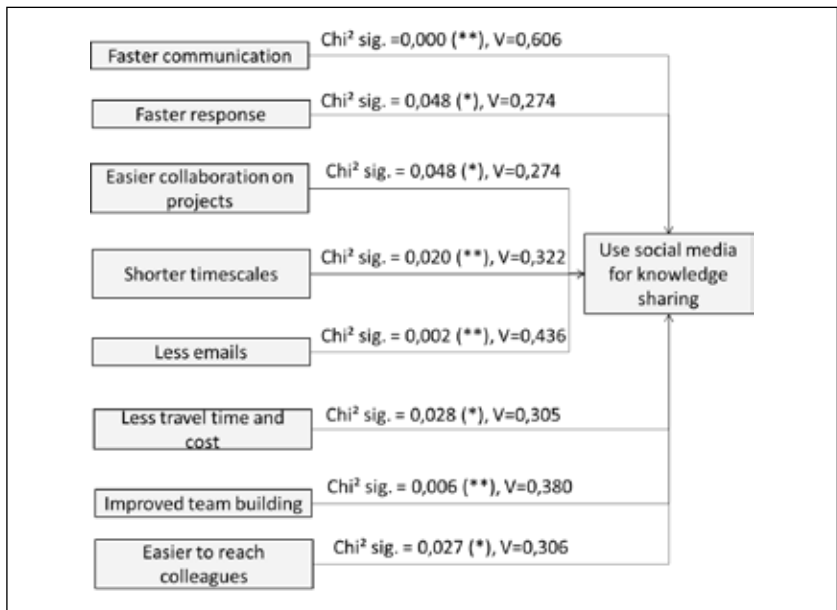 Faster communication
Chi² sig. =0,000 (**), V=0,606
Faster response
Chi² sig. = 0,048 (*), V=0,274
Easier collaboration on
projects
Chi² sig. = 0,048 (*), V=0,274
Shorter timescales
Chi² sig. = 0,020 (**), V=0,322
Less emails
Chi² sig. = 0,002 (**), V=0,436
Less travel time and
cost
Chi² sig. = 0,028 (*), V=0,305
Improved team building
Chi² sig. = 0,006 (**), V=0,380
Easier to reach
colleagues
Chi² sig. = 0,027 (*), V=0,306
Use social media
for knowledge
sharing